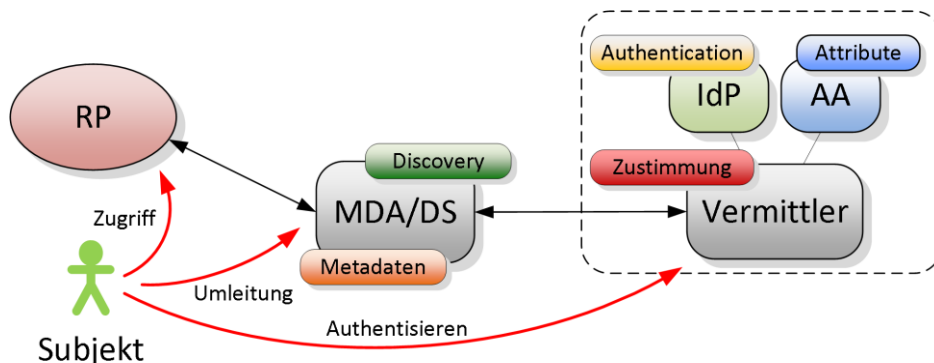 Authentication
Attribute
IdP
AA
RP
Discovery
Zustimmung
MDA/DS
Vermittler
Zugriff
Metadaten
Umleitung
Authentisieren
Subjekt